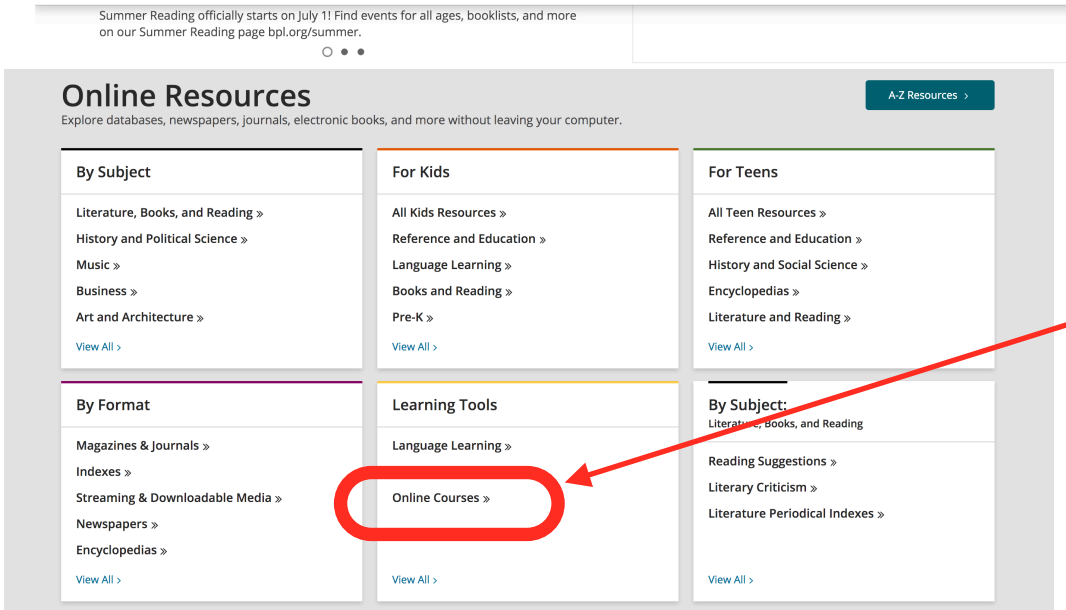 Summer Reading officially starts on July 1! Find events for all ages, booklists, and more
on our Summer Reading page bpl.org/summer.
Online Resources
A-Z Resources ›
Explore databases, newspapers, journals, electronic books, and more without leaving your computer.
By Subject
Literature, Books, and Reading »
History and Political Science »
Music »
Business »
Art and Architecture »
View All ›
For Kids
All Kids Resources »
Reference and Education »
Language Learning »
Books and Reading »
Pre-K »
View All ›
For Teens
All Teen Resources »
Reference and Education »
History and Social Science »
Encyclopedias »
Literature and Reading »
View All ›
By Format
Magazines & Journals »
Indexes »
Streaming & Downloadable Media »
Newspapers »
Encyclopedias »
View All ›
Learning Tools
Language Learning »
Online Courses »
View All ›
By Subject:
Literature, Books, and Reading
Reading Suggestions »
Literary Criticism »
Literature Periodical Indexes »
View All ›